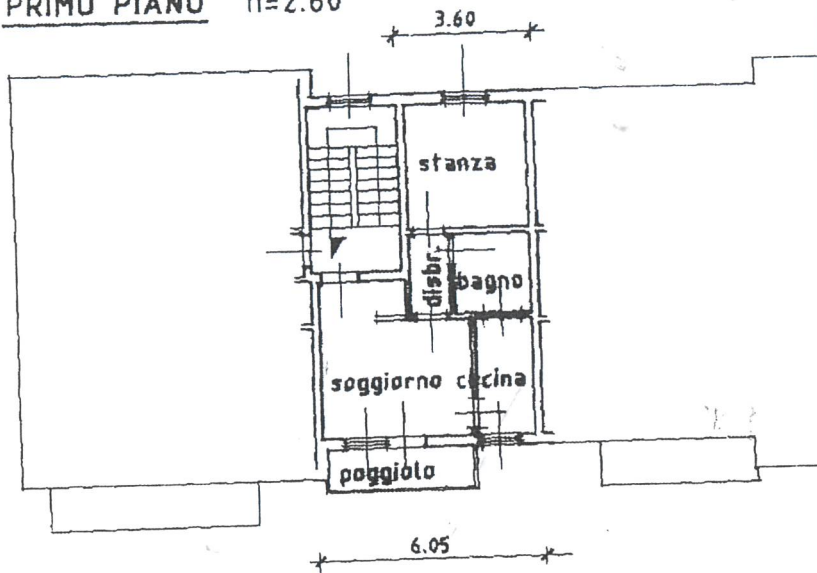 PRIMO PIANO h=2.60
3.60
stanza
disbr.
bagno
soggiorno cucina
poggiolo
6.05